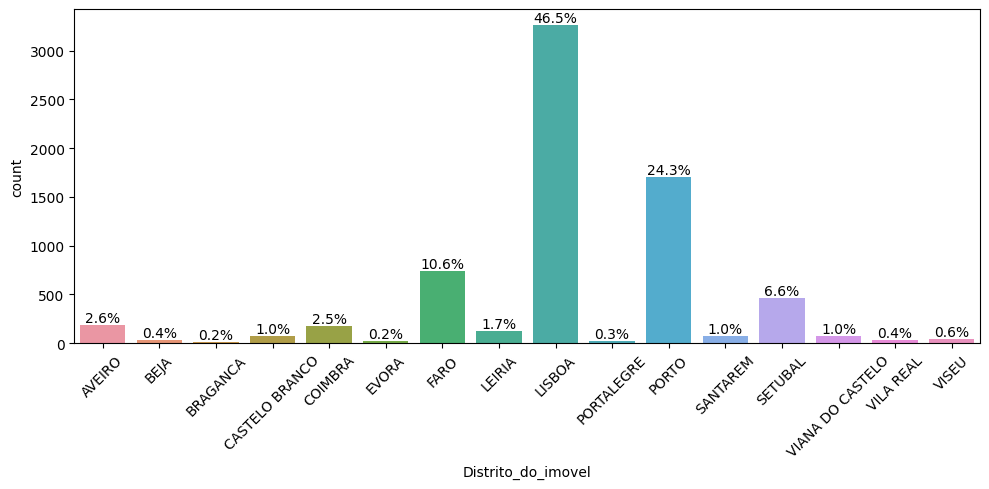 46.5%
3000
2500
2000
1500
1000
500
0
count
24.3%
10.6%
6.6%
2.6%
0.4%
0.2%
1.0%
2.5%
0.2%
1.7%
0.3%
1.0%
1.0%
0.4%
0.6%
AVEIRO
BEJA
BRAGANCA
CASTELO BRANCO
COIMBRA
EVORA
FARO
LEIRIA
LISBOA
PORTALEGRE
PORTO
SANTAREM
SETUBAL
VIANA DO CASTELO
VILA REAL
VISEU
Distrito_do_imovel